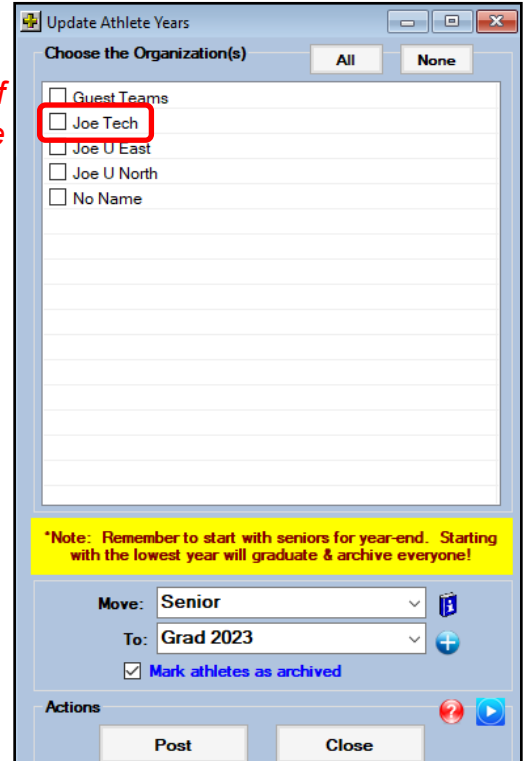 Update Athlete Years
Choose the Organization(s)
All
None
Guest Teams
Joe Tech
Joe U East
Joe U North
No Name
*Note: Remember to start with seniors for year-end. Starting
with the lowest year will graduate & archive everyone!
Move: Senior
To: Grad 2023
Mark athletes as archived
Actions
Post
Close